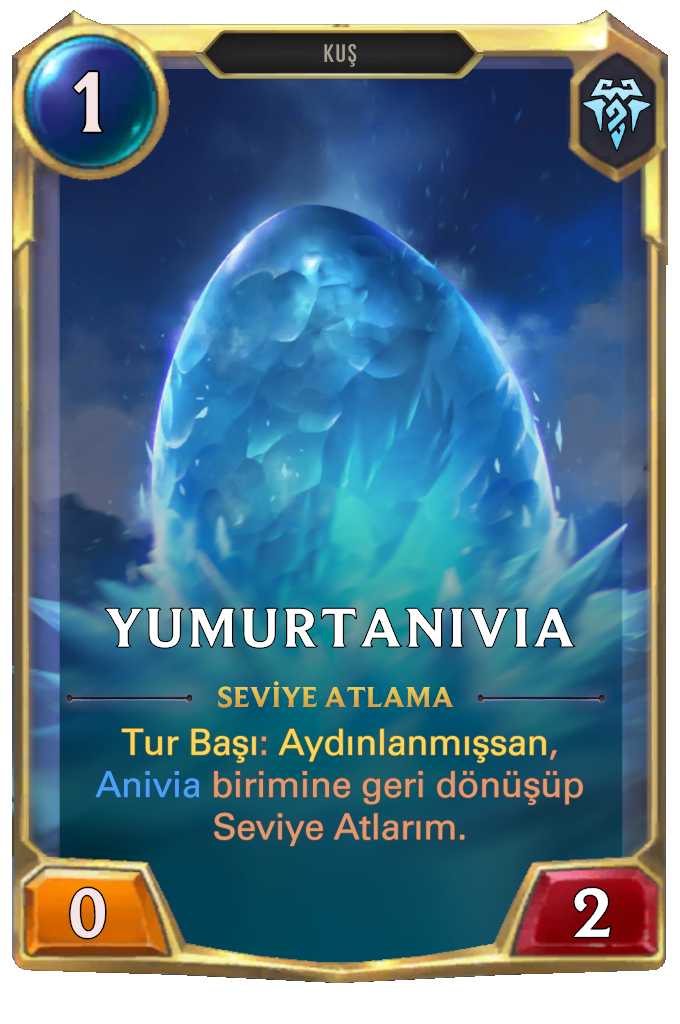 1
KUŞ
YUMURTANIVIA
SEVİYE ATLAMA
Tur Başı: Aydınlanmışsan,
Anivia birimine geri dönüşüp
Seviye Atlarım.
0
2